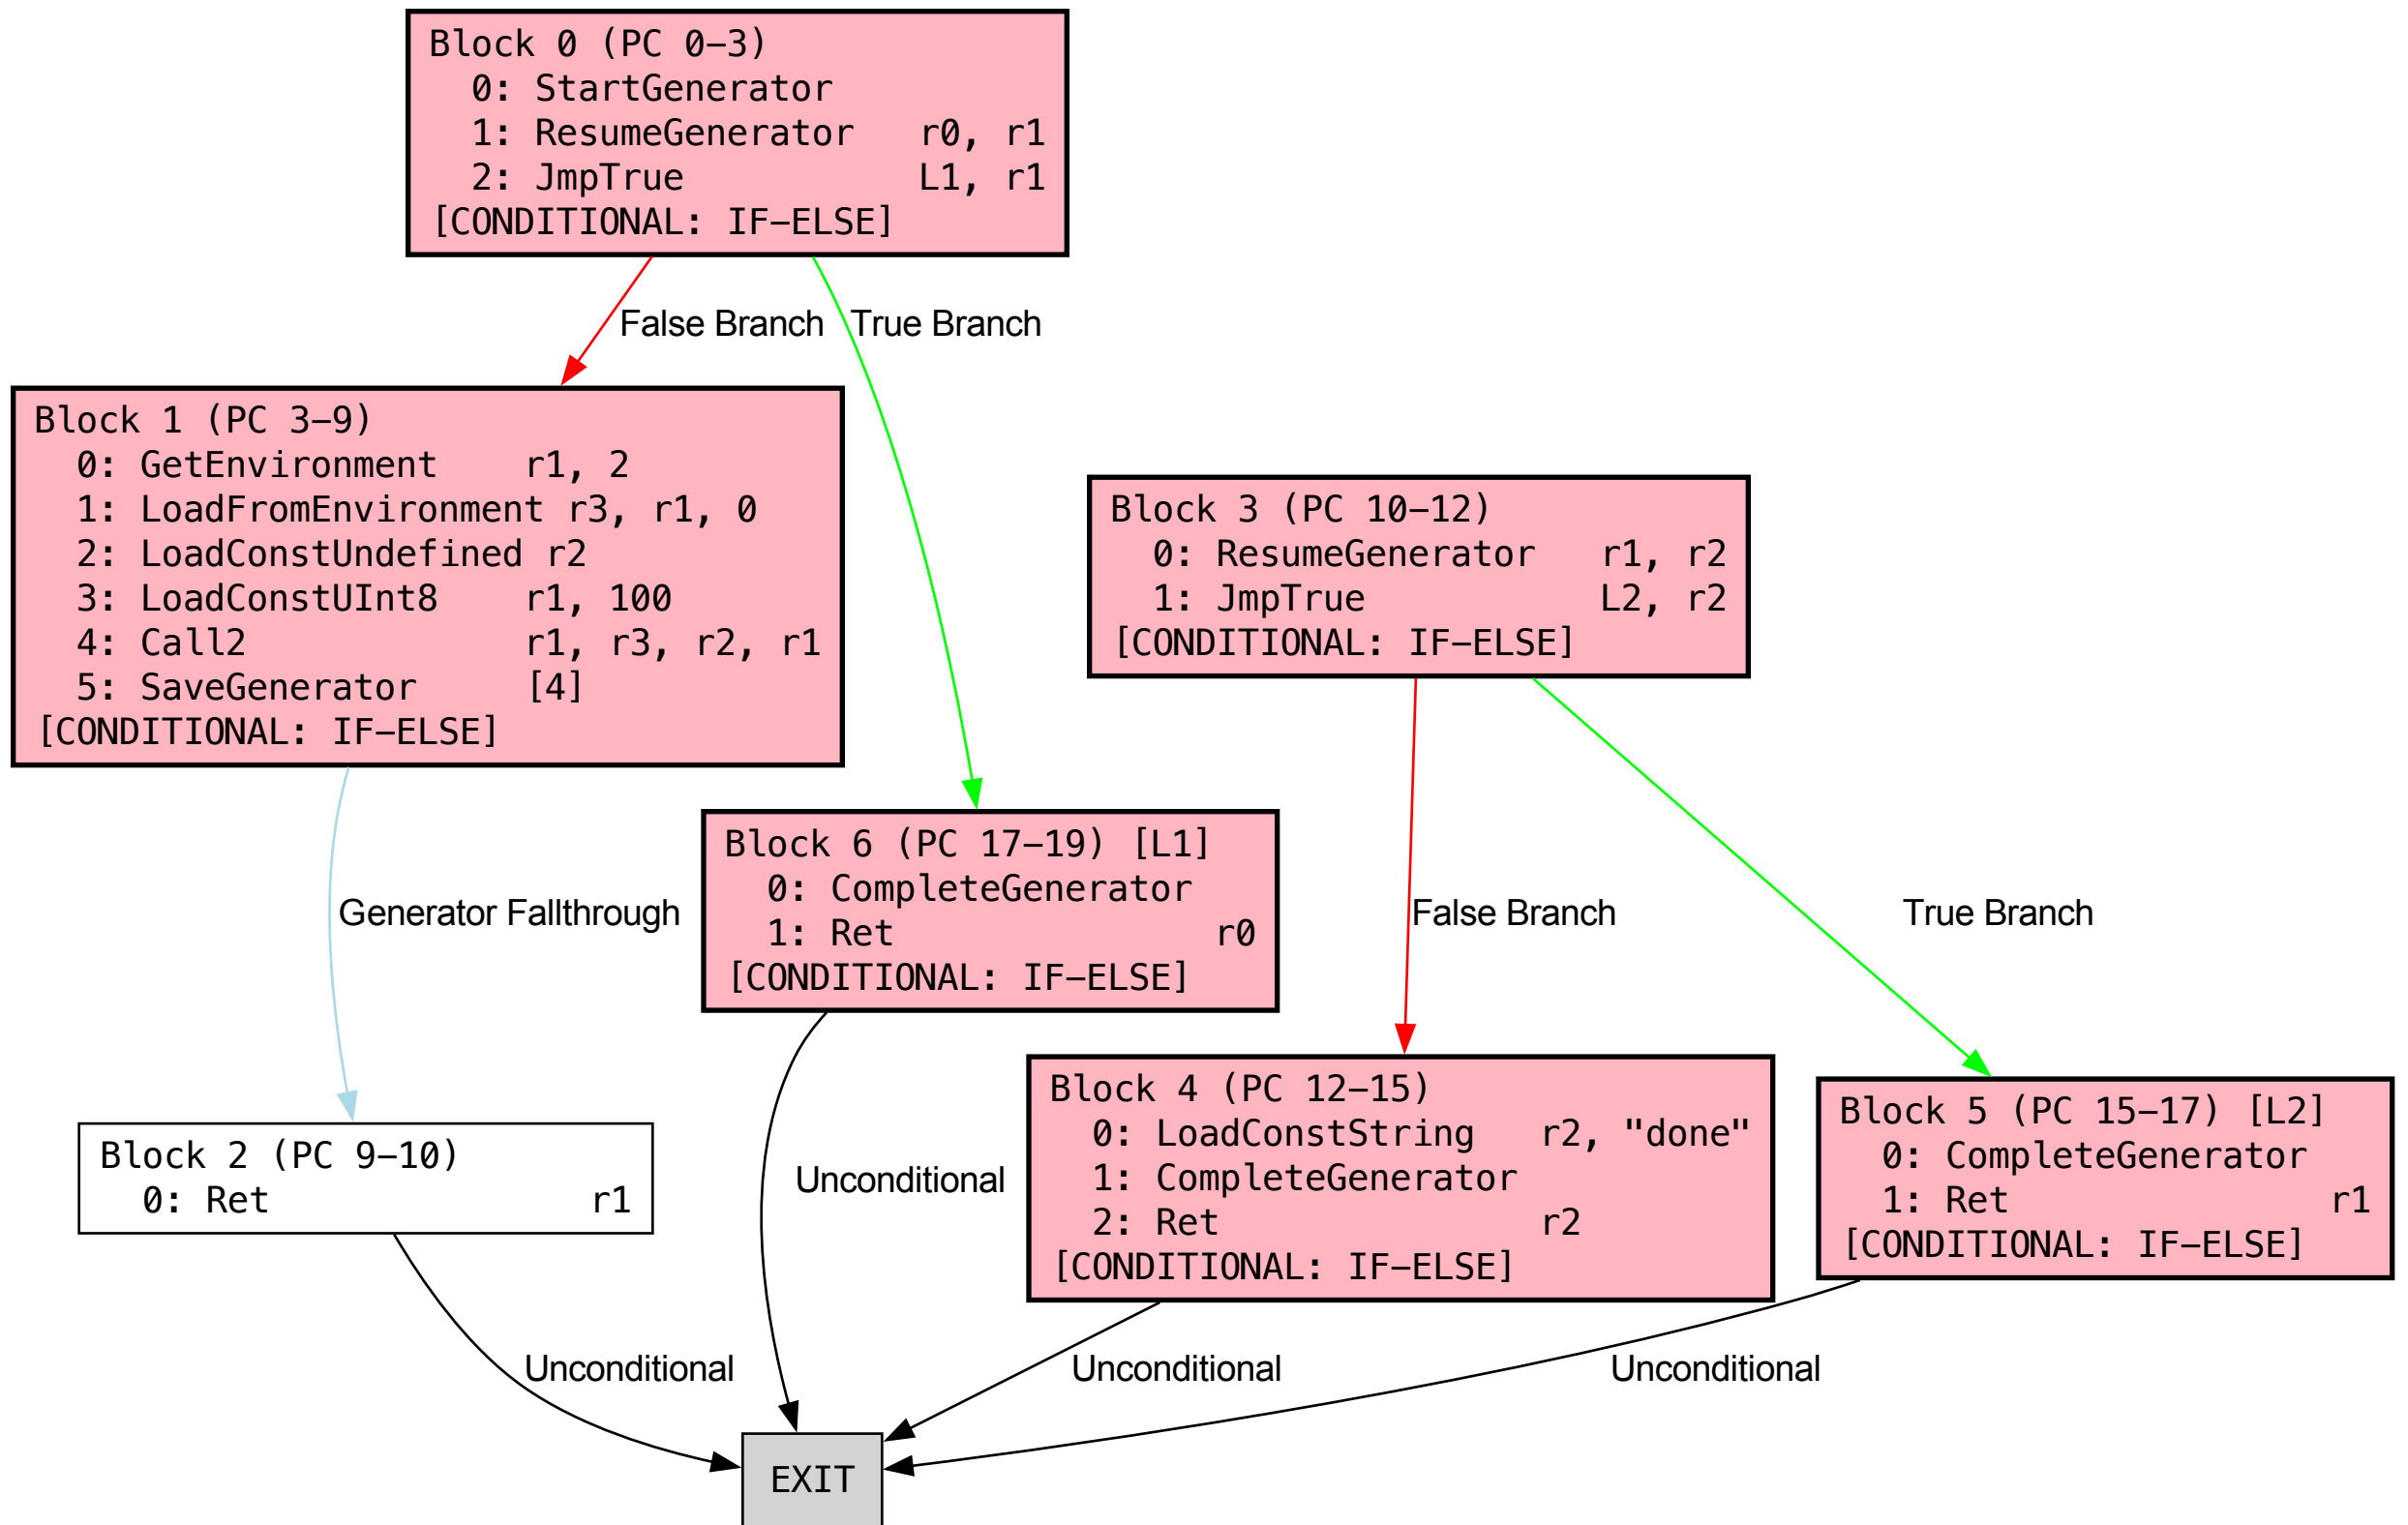 Block 0 (PC 0–3)
0: StartGenerator
1: ResumeGenerator r0, r1
2: JmpTrue L1, r1
[CONDITIONAL: IF–ELSE]
False Branch
True Branch
Block 1 (PC 3–9)
0: GetEnvironment r1, 2
1: LoadFromEnvironment r3, r1, 0
2: LoadConstUndefined r2
3: LoadConstUInt8 r1, 100
4: Call2 r1, r3, r2, r1
5: SaveGenerator [4]
[CONDITIONAL: IF–ELSE]
Block 3 (PC 10–12)
0: ResumeGenerator r1, r2
1: JmpTrue L2, r2
[CONDITIONAL: IF–ELSE]
Generator Fallthrough
Block 6 (PC 17–19) [L1]
0: CompleteGenerator
1: Ret r0
[CONDITIONAL: IF–ELSE]
False Branch
True Branch
Block 2 (PC 9–10)
0: Ret r1
Unconditional
Block 4 (PC 12–15)
0: LoadConstString r2, "done"
1: CompleteGenerator
2: Ret r2
[CONDITIONAL: IF–ELSE]
Block 5 (PC 15–17) [L2]
0: CompleteGenerator
1: Ret r1
[CONDITIONAL: IF–ELSE]
Unconditional
Unconditional
Unconditional
EXIT